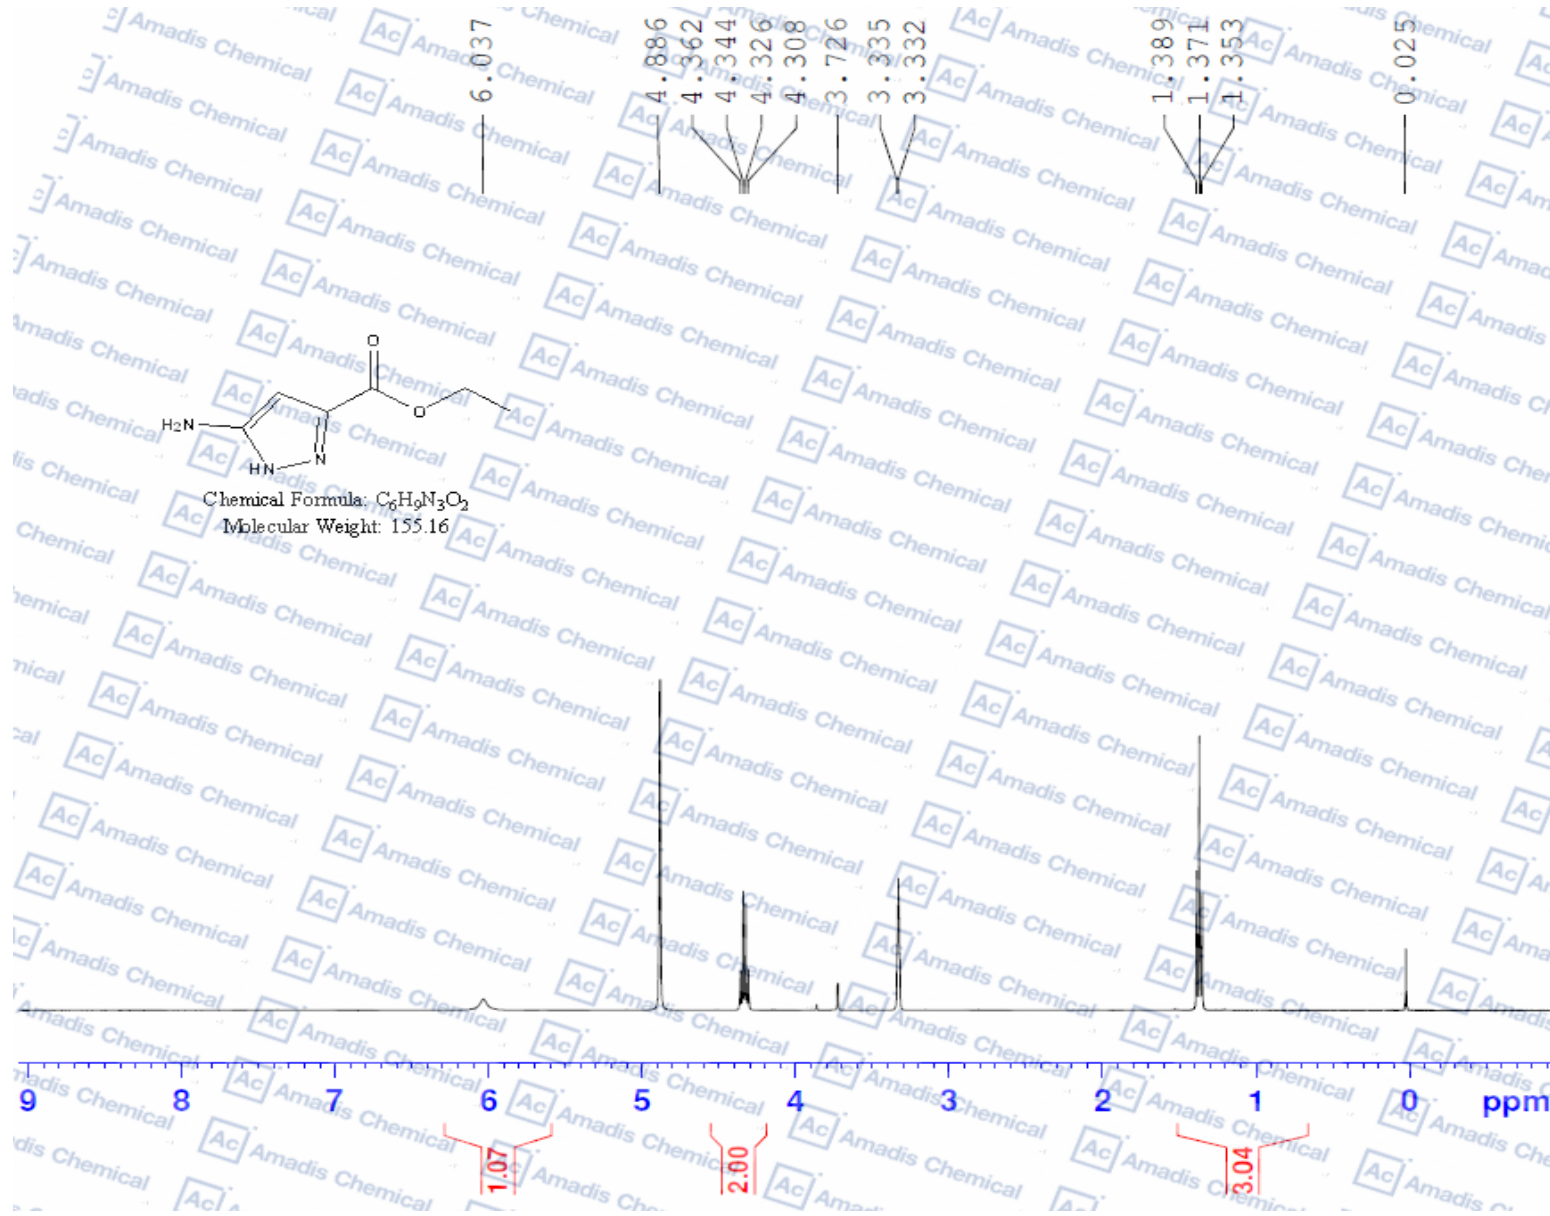 6.037
4.886
4.362
4.344
4.326
4.308
3.726
3.335
3.332
1.389
1.371
1.353
0.025
O
O
H2N
HN
N
Chemical Formula: C6H9N3O2
Molecular Weight: 155.16
9 8 7 6 5 4 3 2 1 0 ppm
1.07
2.00
3.04
Ac Amadis Chemical